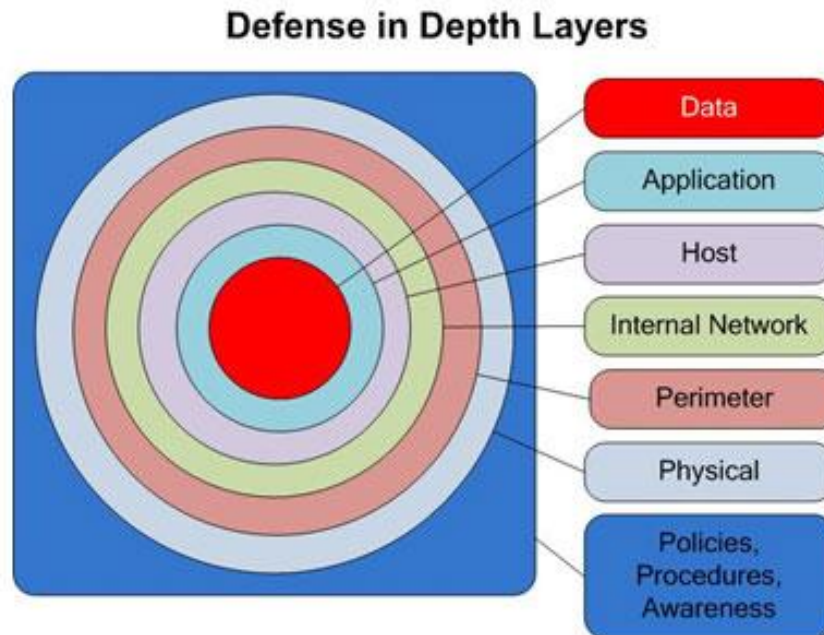 Defense in Depth Layers
Data
Application
Host
Internal Network
Perimeter
Physical
Policies,
Procedures,
Awareness